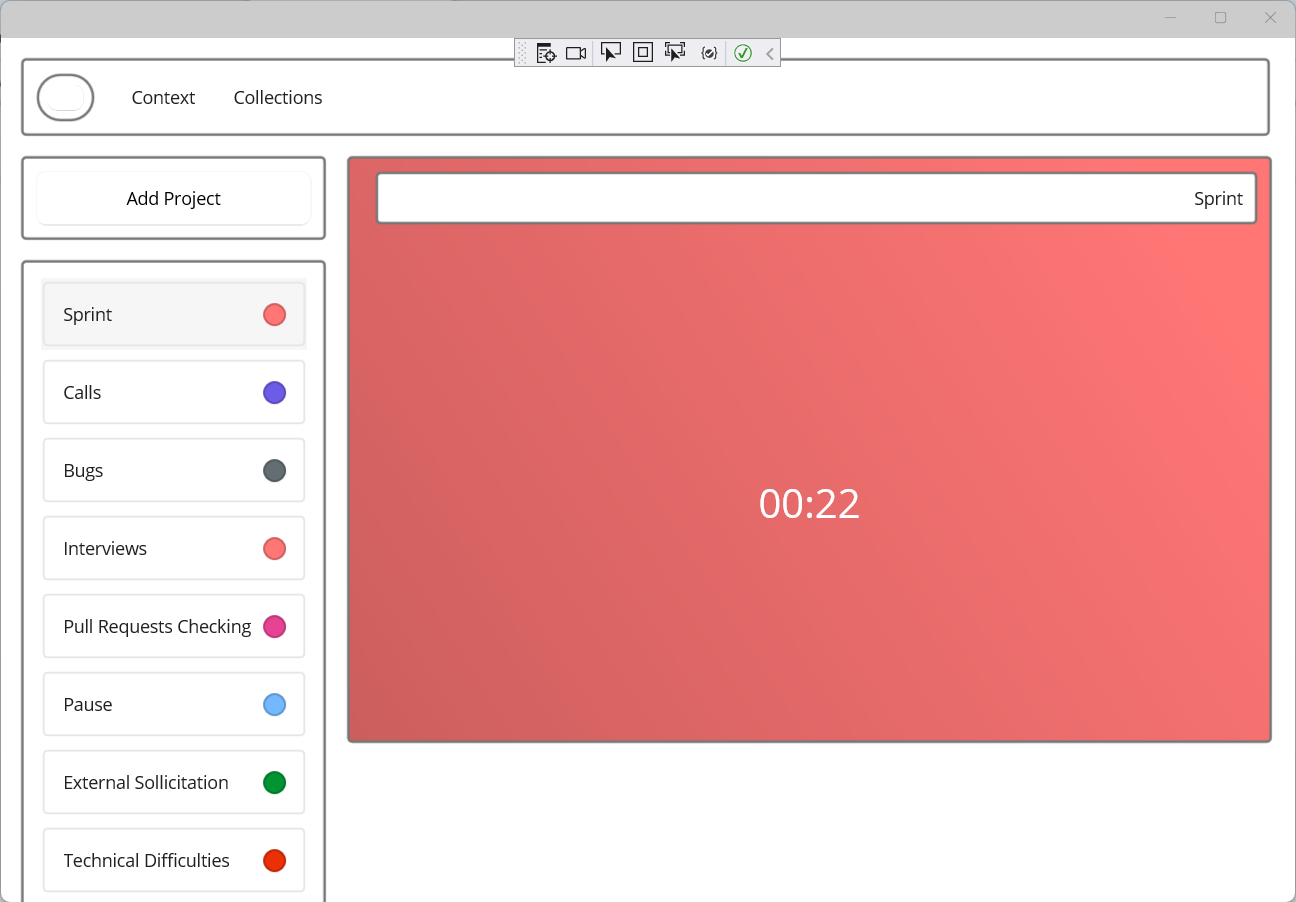 Context Collections
Add Project
Sprint
Sprint
Calls
Bugs
Interviews
Pull Requests Checking
Pause
External Sollicitation
Technical Difficulties
00:22